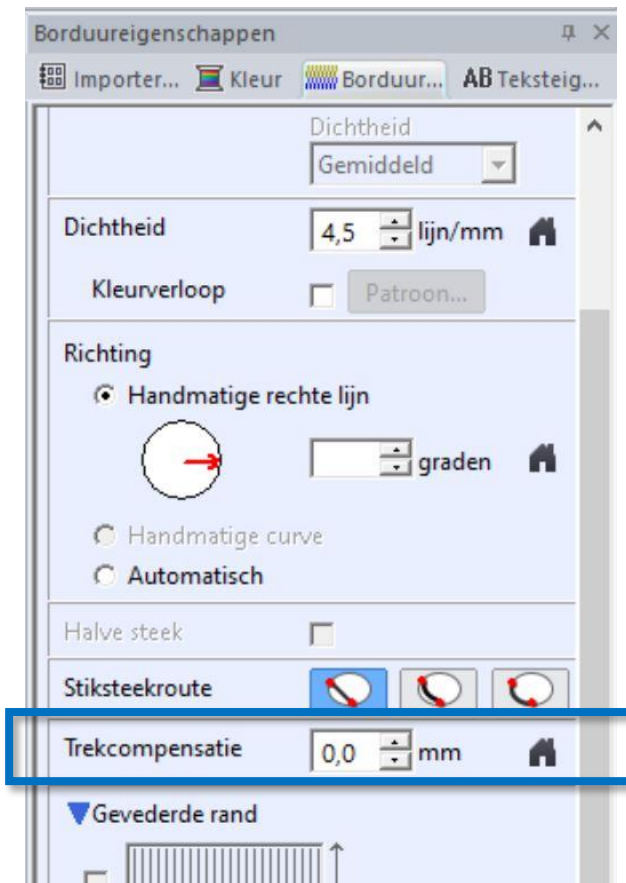 Borduureigenschappen
Importer... Kleur Borduur... AB Teksteig...
Dichtheid
Gemiddeld
Dichtheid 4,5 lijn/mm
Kleurverloop Patroon...
Richting
Handmatige rechte lijn
graden
Handmatige curve
Automatisch
Halve steek
Stiksteekroute
Trekcompensatie 0,0 mm
Gevederde rand